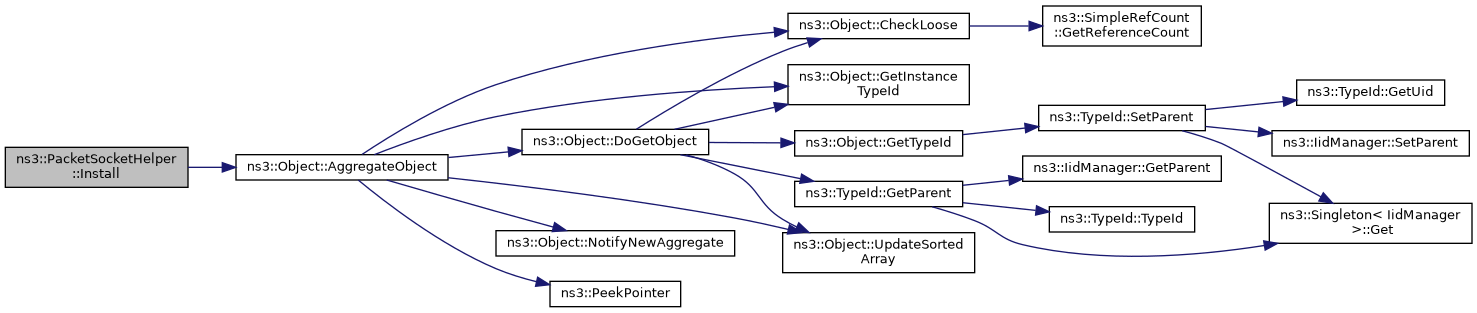 ns3::PacketSocketHelper
::Install
ns3::Object::AggregateObject
ns3::Object::DoGetObject
ns3::Object::NotifyNewAggregate
ns3::PeekPointer
ns3::Object::CheckLoose
ns3::Object::GetInstance
TypeId
ns3::Object::GetTypeId
ns3::TypeId::GetParent
ns3::Object::UpdateSorted
Array
ns3::SimpleRefCount
::GetReferenceCount
ns3::TypeId::SetParent
ns3::IidManager::GetParent
ns3::TypeId::TypeId
ns3::TypeId::GetUid
ns3::IidManager::SetParent
ns3::Singleton< IidManager
>::Get